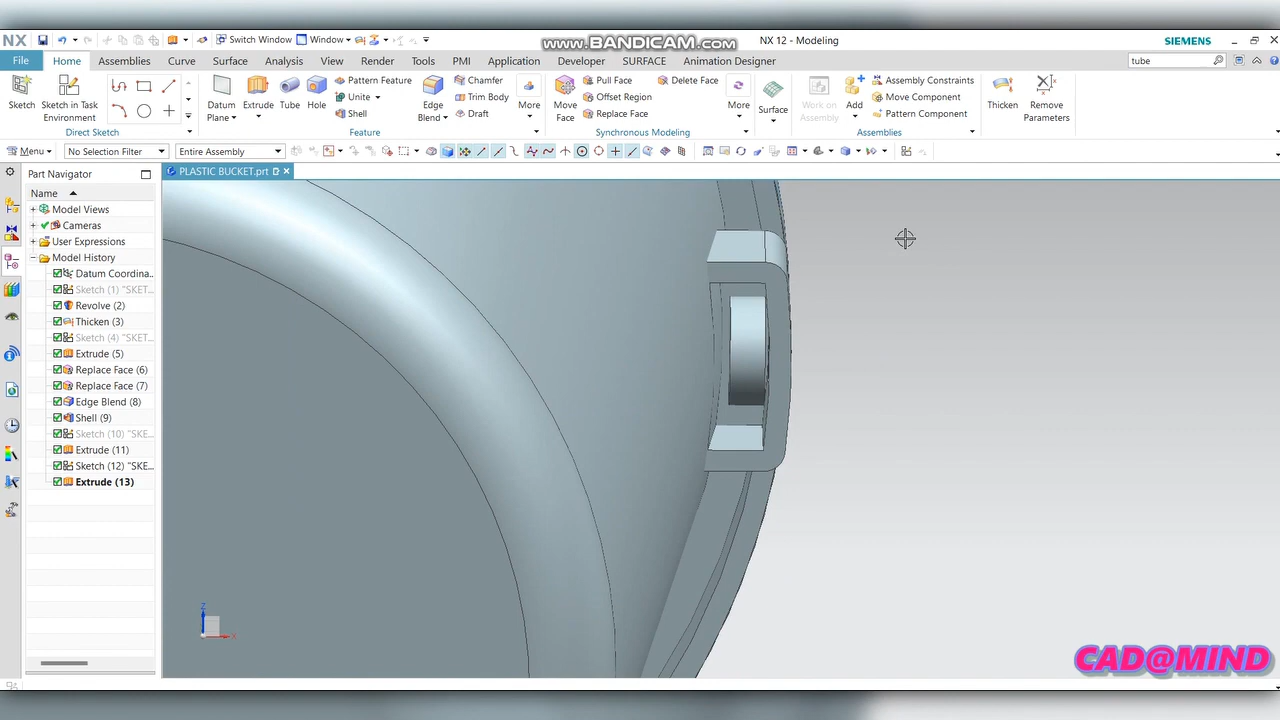 NX Switch Window Window www.BANDICAM.com NX 12 - Modeling SIEMENS
File Home Assemblies Curve Surface Analysis View Render Tools PMI Application Developer SURFACE Animation Designer tube
Sketch Sketch in Task Environment Datum Plane Extrude Tube Hole Pattern Feature Edge Blend Chamfer More Move Face Pull Face Delete Face More Surface Work on Assembly Add Assembly Constraints Thicken Remove Parameters
Unite Trim Body Offset Region Move Component
Shell Draft Replace Face Pattern Component
Direct Sketch Feature Synchronous Modeling Assemblies
Menu No Selection Filter Entire Assembly
Part Navigator PLASTIC BUCKET.prt
Name
Model Views
Cameras
User Expressions
Model History
Datum Coordina...
Sketch (1) "SKET...
Revolve (2)
Thicken (3)
Sketch (4) "SKET...
Extrude (5)
Replace Face (6)
Replace Face (7)
Edge Blend (8)
Shell (9)
Sketch (10) "SKE...
Extrude (11)
Sketch (12) "SKE...
Extrude (13)
Z
X
CAD@MIND